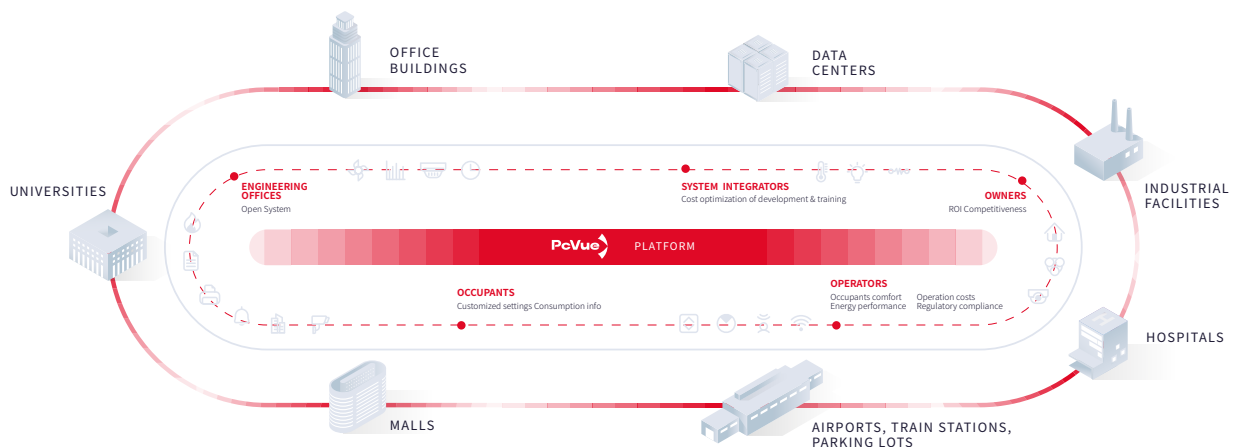 OFFICE
BUILDINGS
DATA
CENTERS
UNIVERSITIES
INDUSTRIAL
FACILITIES
ENGINEERING
OFFICES
Open System
SYSTEM INTEGRATORS
Cost optimization of development & training
OWNERS
ROI Competitiveness
PcVue PLATFORM
OCCUPANTS
Customized settings Consumption info
OPERATORS
Occupants comfort Operation costs
Energy performance Regulatory compliance
H
HOSPITALS
MALLS
AIRPORTS, TRAIN STATIONS,
PARKING LOTS